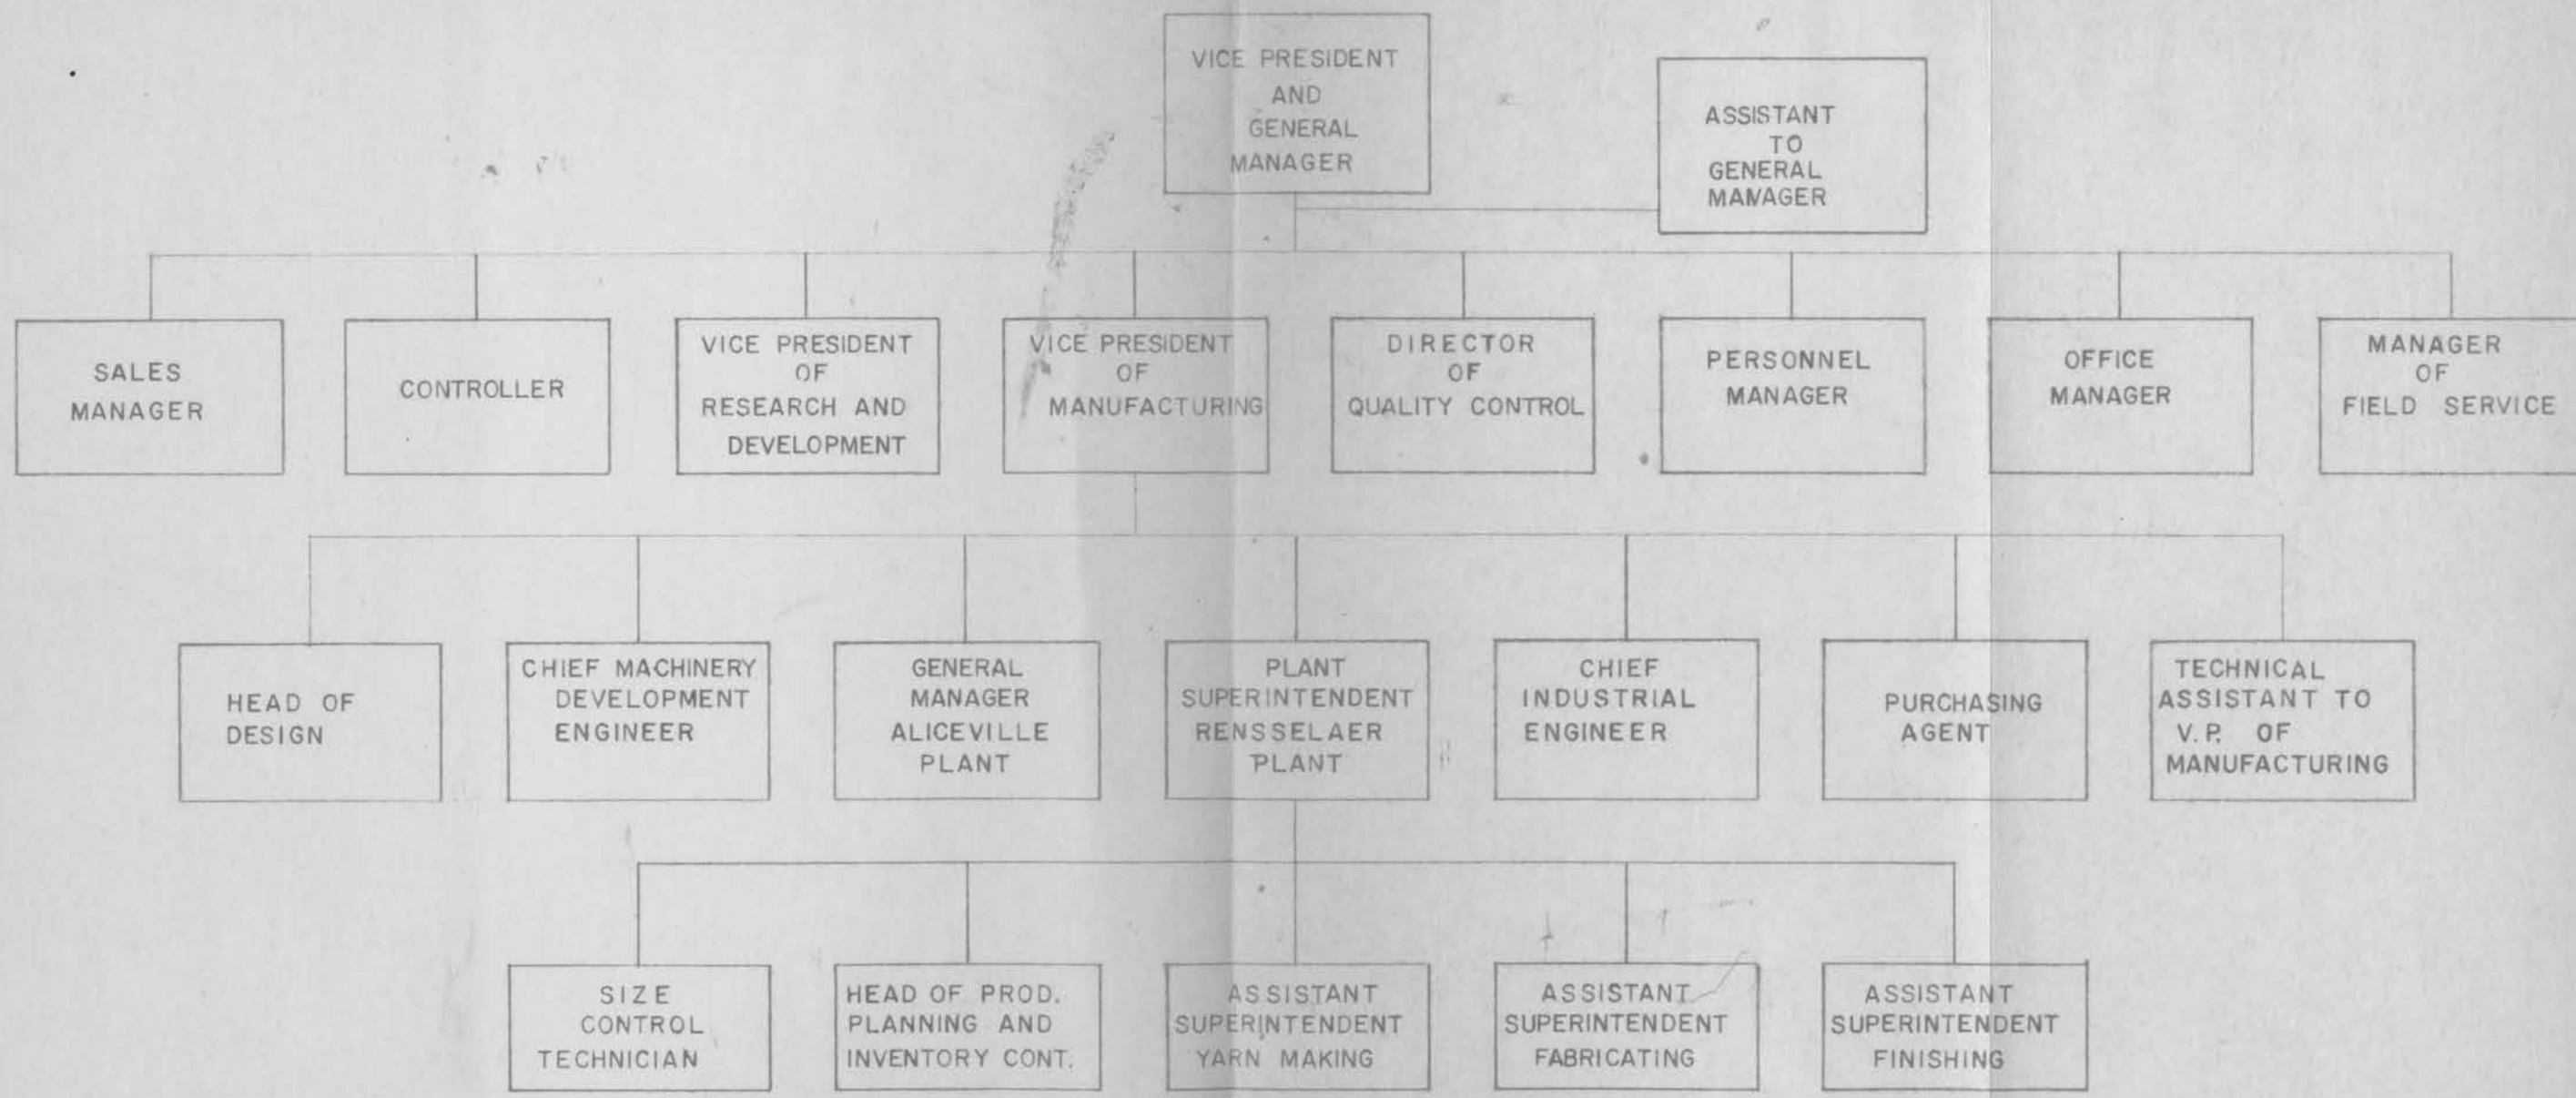 VICE PRESIDENT
AND
GENERAL
MANAGER
ASSISTANT
TO
GENERAL
MANAGER
SALES
MANAGER
CONTROLLER
VICE PRESIDENT
OF
RESEARCH AND
DEVELOPMENT
VICE PRESIDENT
OF
MANUFACTURING
DIRECTOR
OF
QUALITY CONTROL
PERSONNEL
MANAGER
OFFICE
MANAGER
MANAGER
OF
FIELD SERVICE
HEAD OF
DESIGN
CHIEF MACHINERY
DEVELOPMENT
ENGINEER
GENERAL
MANAGER
ALICEVILLE
PLANT
PLANT
SUPERINTENDENT
RENSSELAER
PLANT
CHIEF
INDUSTRIAL
ENGINEER
PURCHASING
AGENT
TECHNICAL
ASSISTANT TO
V.P. OF
MANUFACTURING
SIZE
CONTROL
TECHNICIAN
HEAD OF PROD.
PLANNING AND
INVENTORY CONT.
ASSISTANT
SUPERINTENDENT
YARN MAKING
ASSISTANT
SUPERINTENDENT
FABRICATING
ASSISTANT
SUPERINTENDENT
FINISHING